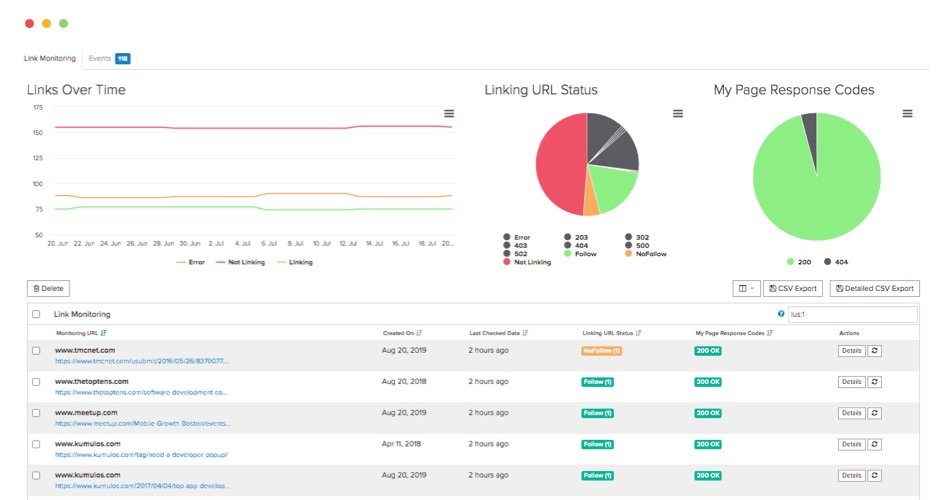 Link Monitoring Events 118
Links Over Time
175
150
125
100
75
50
20. Jun 22. Jun 24. Jun 26. Jun 28. Jun 30. Jun 2. Jul 4. Jul 6. Jul 8. Jul 10. Jul 12. Jul 14. Jul 16. Jul 18. Jul 20...
Error Not Linking Linking
Linking URL Status
Error 203 302
403 404 500
502 Follow NoFollow
Not Linking
My Page Response Codes
200 404
Delete CSV Export Detailed CSV Export
Link Monitoring ? lus:1
Monitoring URL Created On Last Checked Date Linking URL Status My Page Response Codes Actions
www.tmcnet.com Aug 20, 2019 2 hours ago NoFollow (1) 200 OK Details
https://www.tmcnet.com/usubmit/2016/05/26/8370077...
www.thetoptens.com Aug 20, 2018 2 hours ago Follow (1) 200 OK Details
https://www.thetoptens.com/software-development-co...
www.meetup.com Aug 20, 2019 2 hours ago Follow (1) 200 OK Details
https://www.meetup.com/Mobile-Growth-Boston/events...
www.kumulos.com Apr 11, 2018 2 hours ago Follow (1) 200 OK Details
https://www.kumulos.com/tag/need-a-developer-popup/
www.kumulos.com Aug 20, 2019 2 hours ago Follow (1) 200 OK Details
https://www.kumulos.com/2017/04/04/top-app-develop...